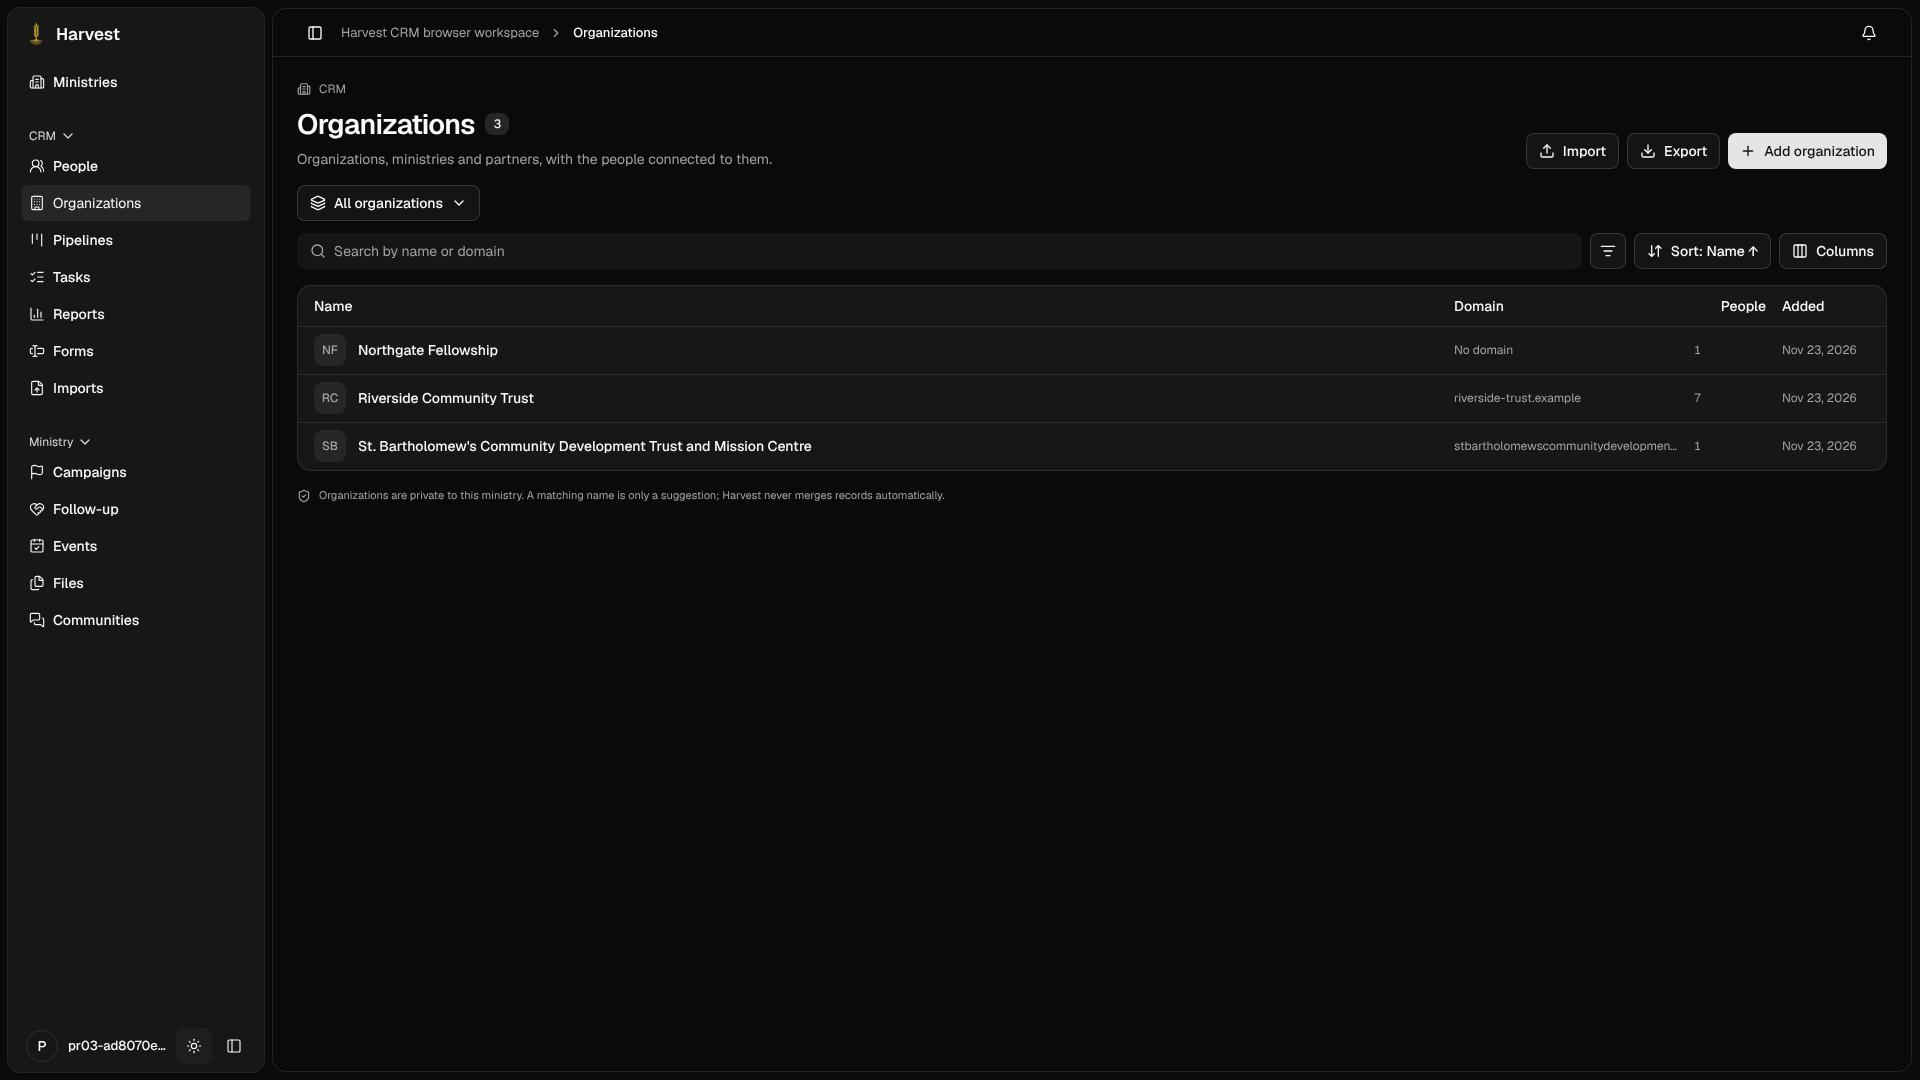 Harvest
Ministries
CRM
People
Organizations
Pipelines
Tasks
Reports
Forms
Imports
Ministry
Campaigns
Follow-up
Events
Files
Communities
P pr03-ad8070e...
Harvest CRM browser workspace > Organizations
CRM
Organizations 3
Organizations, ministries and partners, with the people connected to them.
Import Export + Add organization
All organizations
Search by name or domain
Sort: Name ↑ Columns
Name Domain People Added
NF Northgate Fellowship No domain 1 Nov 23, 2026
RC Riverside Community Trust riverside-trust.example 7 Nov 23, 2026
SB St. Bartholomew's Community Development Trust and Mission Centre stbartholomewscommunitydevelopmen... 1 Nov 23, 2026
Organizations are private to this ministry. A matching name is only a suggestion; Harvest never merges records automatically.